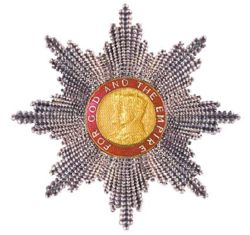 FOR GOD AND THE EMPIRE